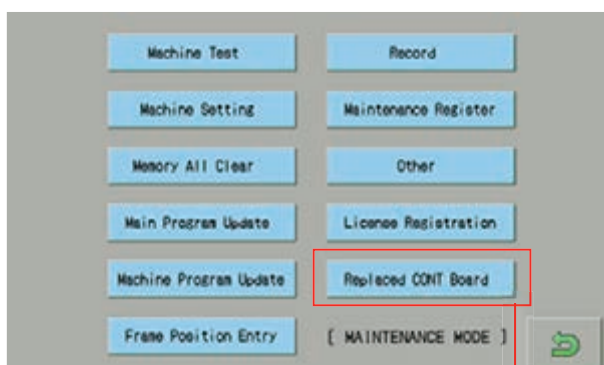 Machine Test
Record
Machine Setting
Maintenance Register
Memory All Clear
Other
Main Program Update
License Registration
Machine Program Update
Replaced CONT Board
Frame Position Entry
[ MAINTENANCE MODE ]